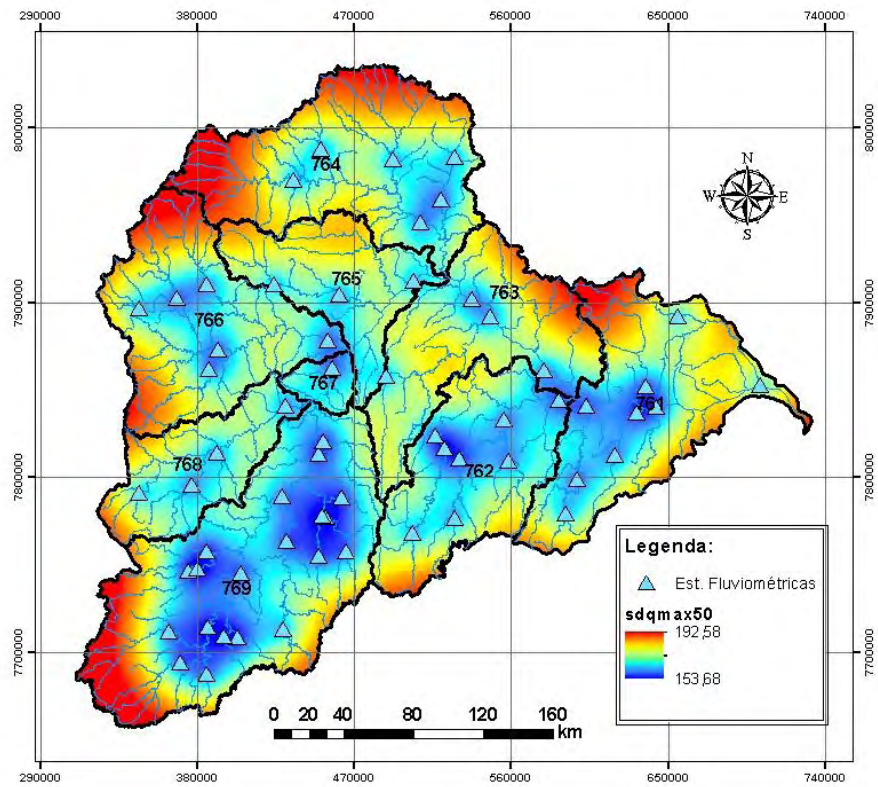 290000 380000 470000 560000 650000 740000
8000000 8000000
7900000 7900000
7800000 7800000
7700000 7700000
N
W E
S
764
765
763
766
767
761
768
762
769
Legenda:
Est. Fluviométricas
sdqmax50
192,58
153,68
0 20 40 80 120 160
km
290000 380000 470000 560000 650000 740000